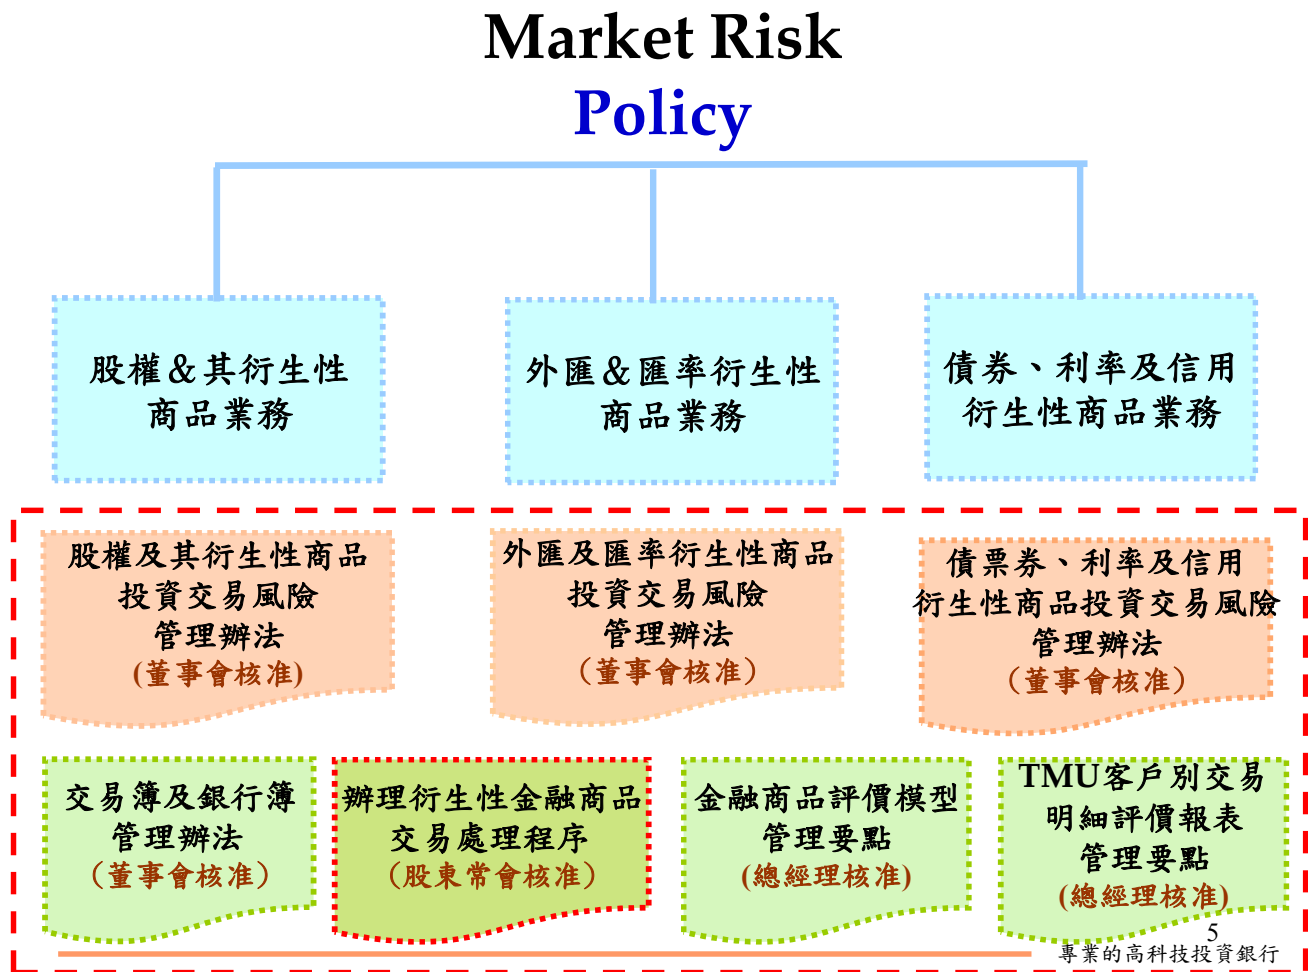 Market Risk
Policy
股權＆其衍生性
商品業務
外匯＆匯率衍生性
商品業務
債券、利率及信用
衍生性商品業務
股權及其衍生性商品
投資交易風險
管理辦法
(董事會核准)
外匯及匯率衍生性商品
投資交易風險
管理辦法
（董事會核准）
債票券、利率及信用
衍生性商品投資交易風險
管理辦法
（董事會核准）
交易簿及銀行簿
管理辦法
（董事會核准）
辦理衍生性金融商品
交易處理程序
（股東常會核准）
金融商品評價模型
管理要點
(總經理核准)
TMU客戶別交易
明細評價報表
管理要點
(總經理核准)
5
專業的高科技投資銀行